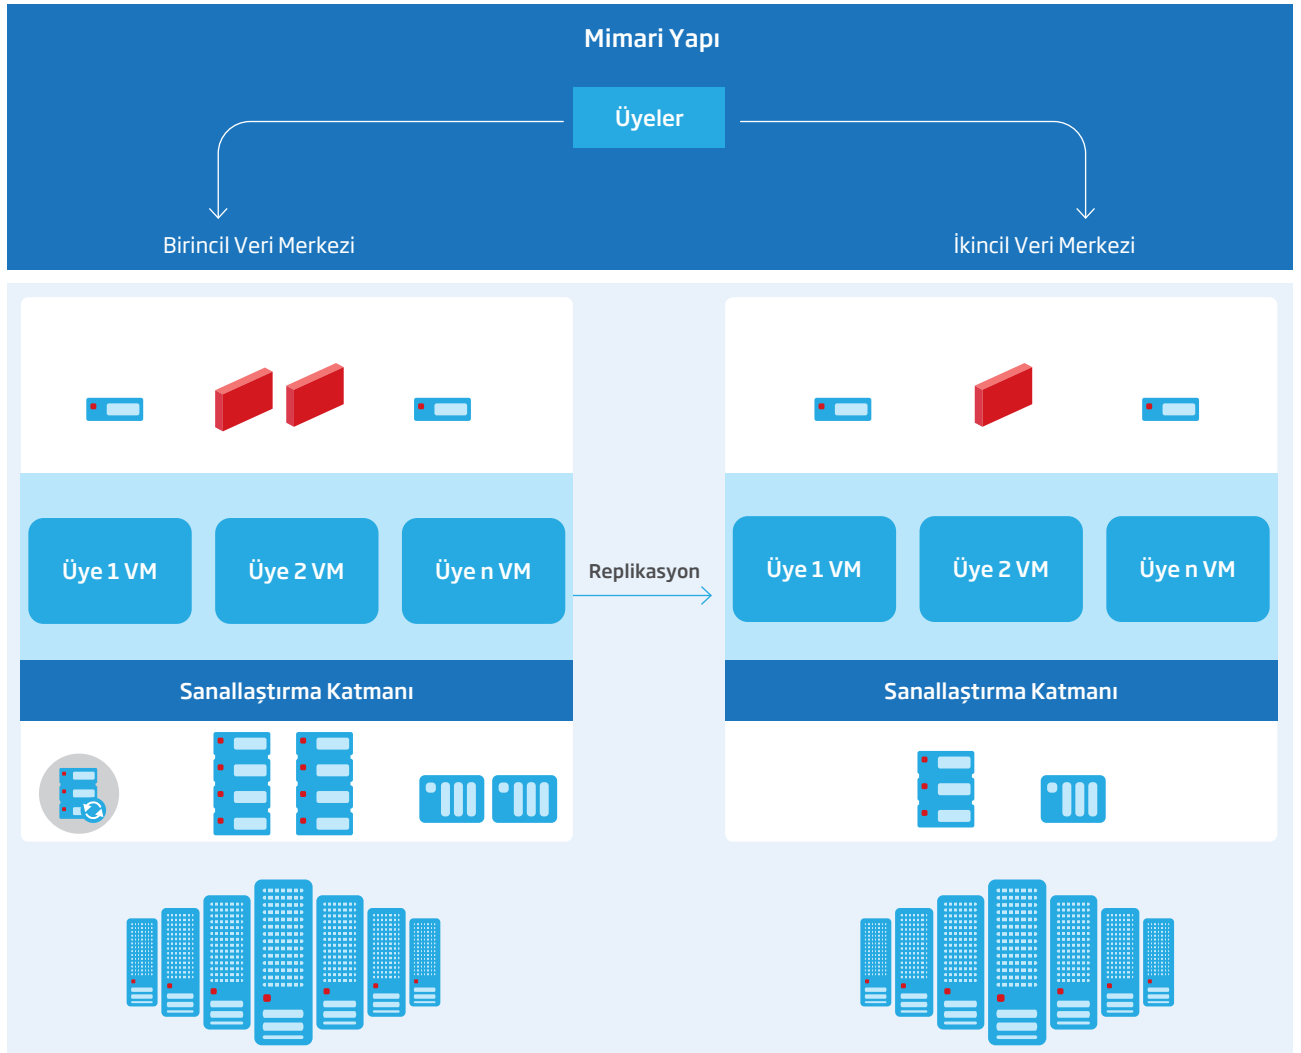 Mimari Yapı
Üyeler
Birincil Veri Merkezi
İkincil Veri Merkezi
Üye 1 VM
Üye 2 VM
Üye n VM
Replikasyon
Üye 1 VM
Üye 2 VM
Üye n VM
Sanallaştırma Katmanı
Sanallaştırma Katmanı